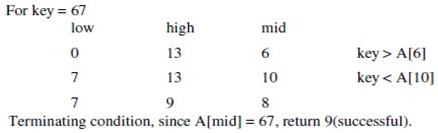 For key = 67
low high mid
0 13 6 key > A[6]
7 13 10 key < A[10]
7 9 8
Terminating condition, since A[mid] = 67, return 9(successful).